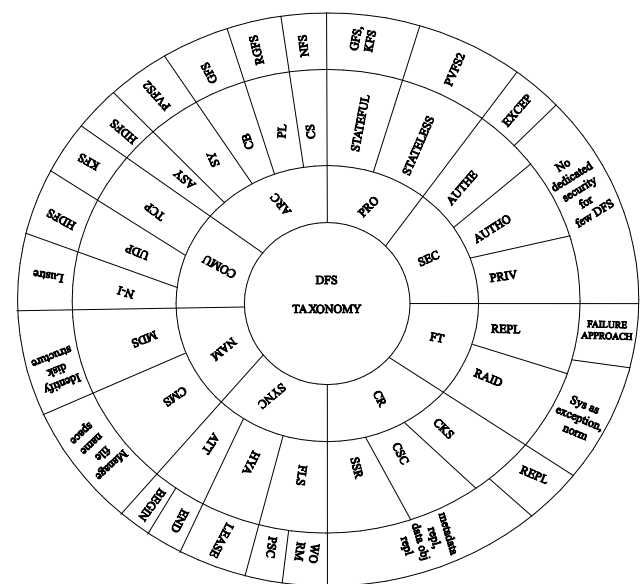 DFS
TAXONOMY
PRO
SEC
FT
CR
SYNC
NAM
COMU
ARC
STATEFUL
STATELESS
AUTHE
AUTHO
PRIV
REPL
RAID
CKS
CSC
SSR
FLS
HYA
ATT
CMS
MDS
N-I
UDP
TCP
ASY
SY
CB
PL
CS
GFS,
KFS
PVFS2
EXCEP
No
dedicated
security
for
few DFS
FAILURE
APPROACH
Sys as
exception,
norm
REPL
metadata
repl,
data obj
repl
WO
RM
PSC
LEASE
END
BEGIN
Manage
name file
space
Identify
disk
structure
Lustre
HDFS
KFS
HDFS
PVFS2
GFS
RGFS
NFS